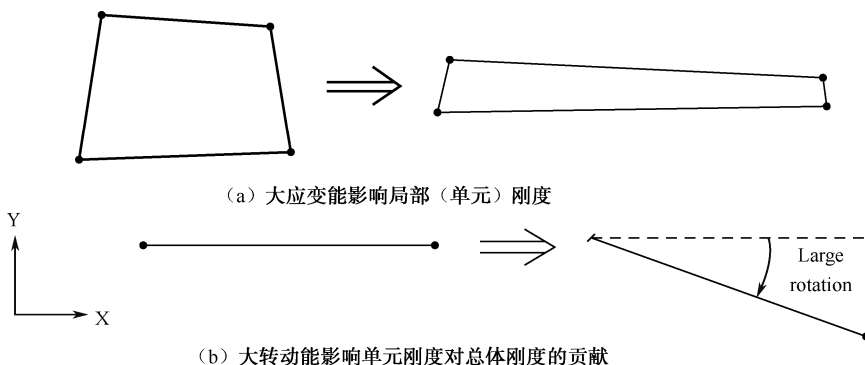 （a）大应变能影响局部（单元）刚度
Y
X
Large
rotation
（b）大转动能影响单元刚度对总体刚度的贡献